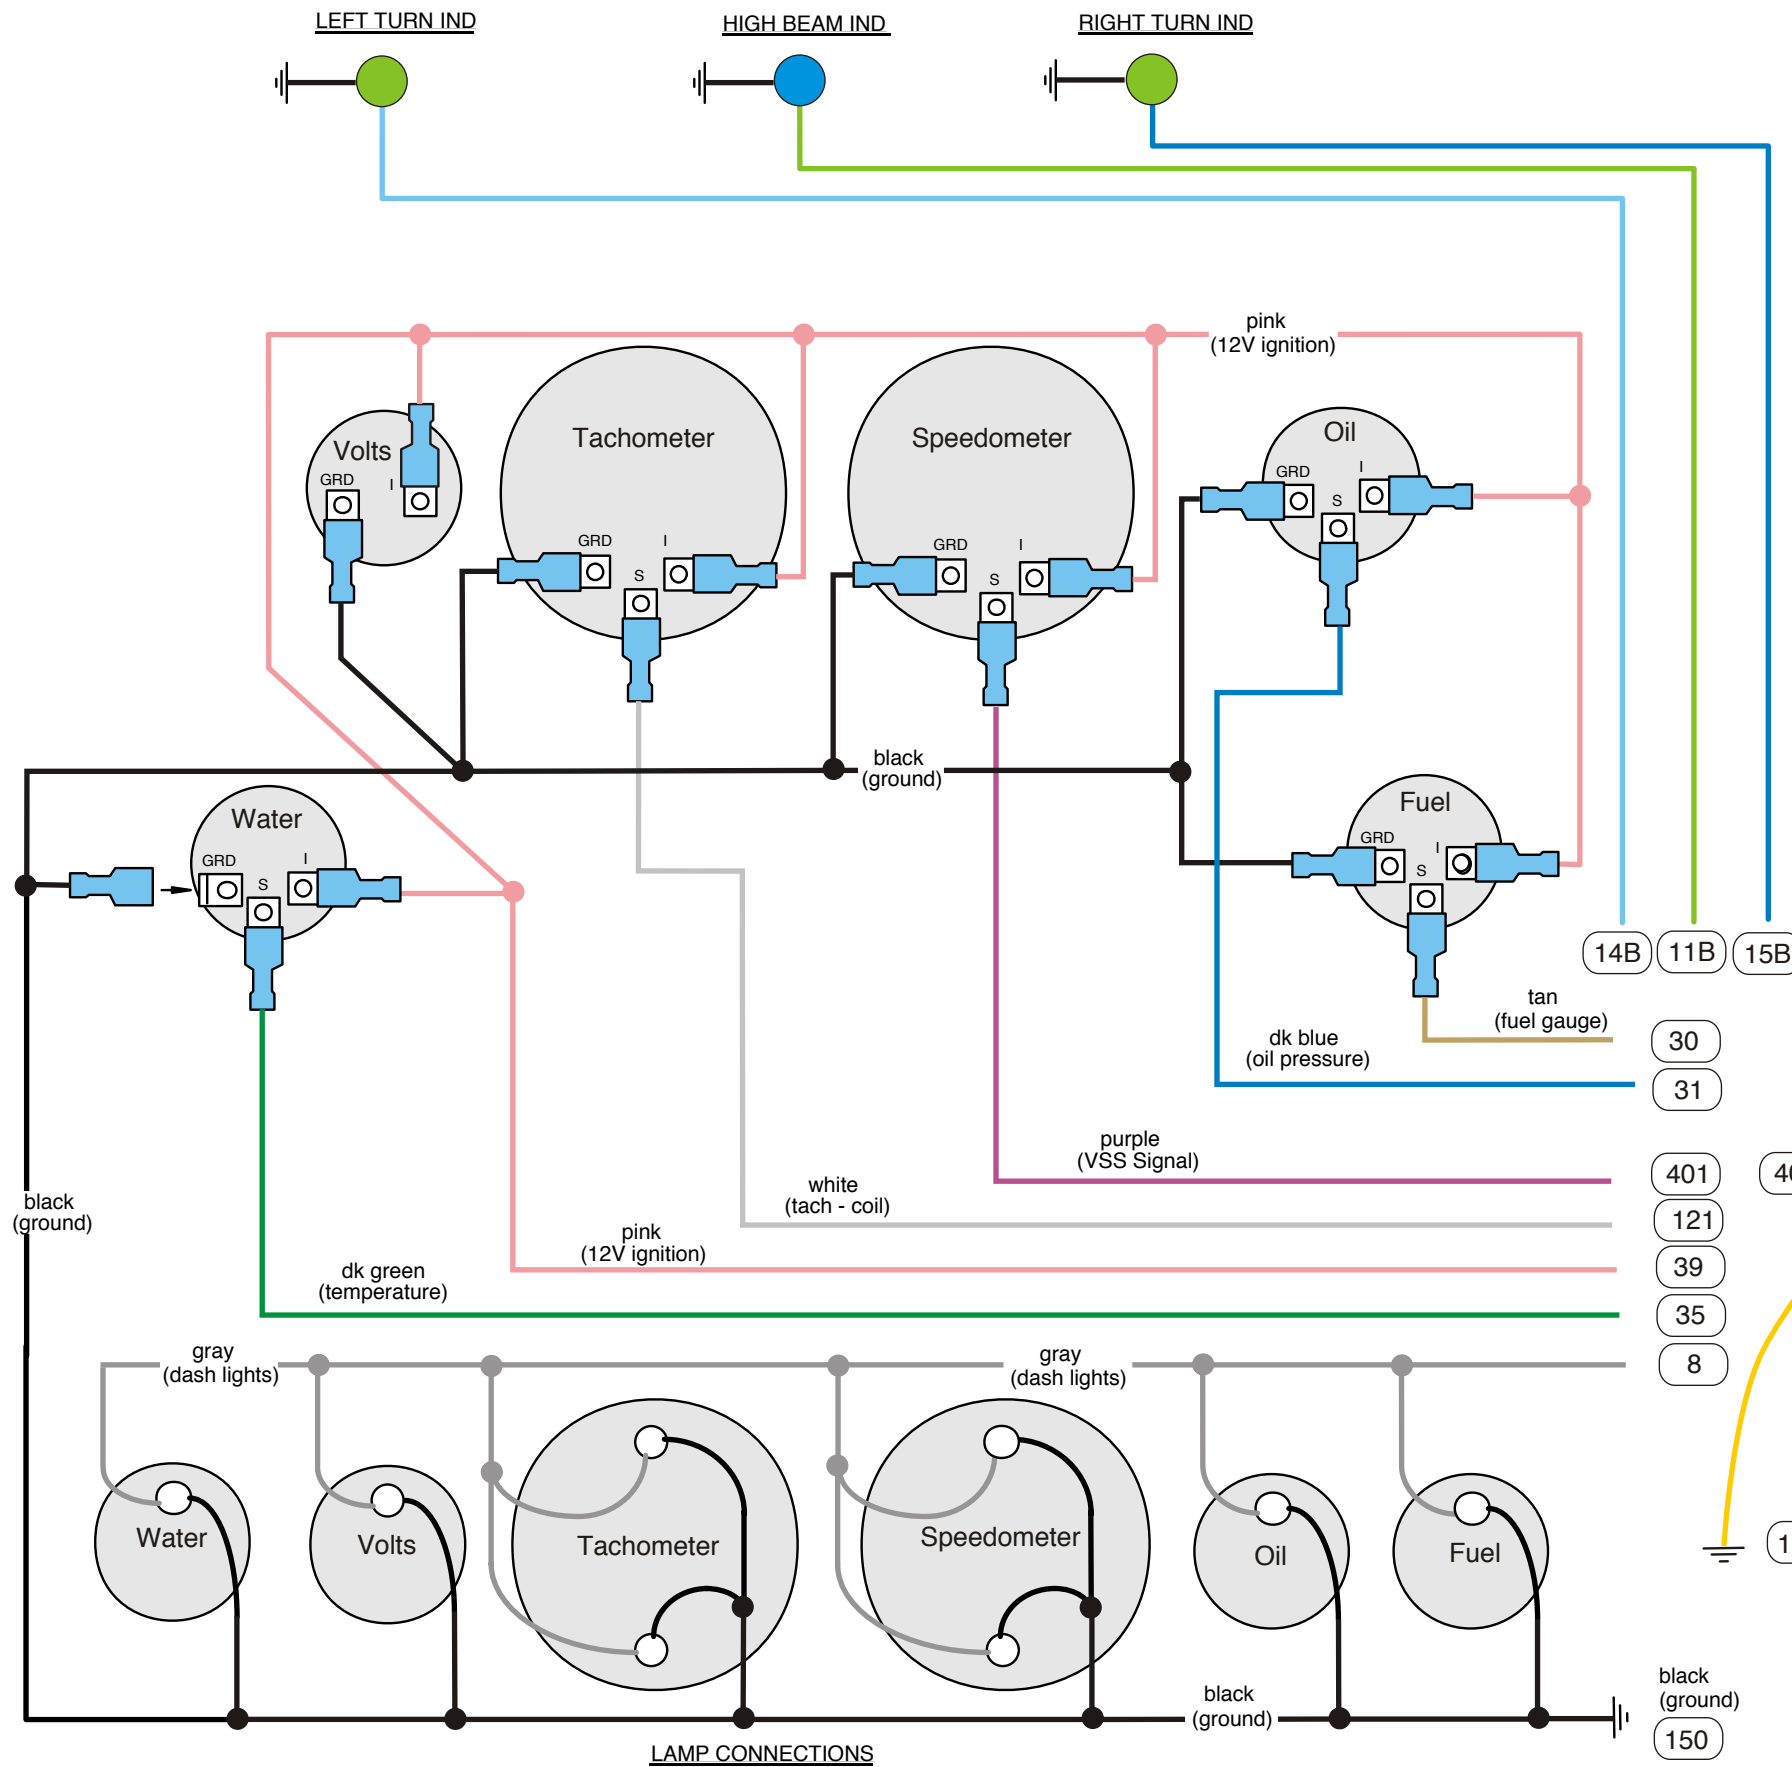 LEFT TURN IND
HIGH BEAM IND
RIGHT TURN IND
pink
(12V ignition)
Volts
GRD
I
Tachometer
GRD
I
S
Speedometer
GRD
I
S
Oil
GRD
I
S
black
(ground)
Water
GRD
I
S
Fuel
GRD
I
S
14B
11B
15B
tan
(fuel gauge)
30
dk blue
(oil pressure)
31
purple
(VSS Signal)
401
white
(tach - coil)
121
black
(ground)
pink
(12V ignition)
39
dk green
(temperature)
35
gray
(dash lights)
gray
(dash lights)
8
Water
Volts
Tachometer
Speedometer
Oil
Fuel
black
(ground)
black
(ground)
150
LAMP CONNECTIONS